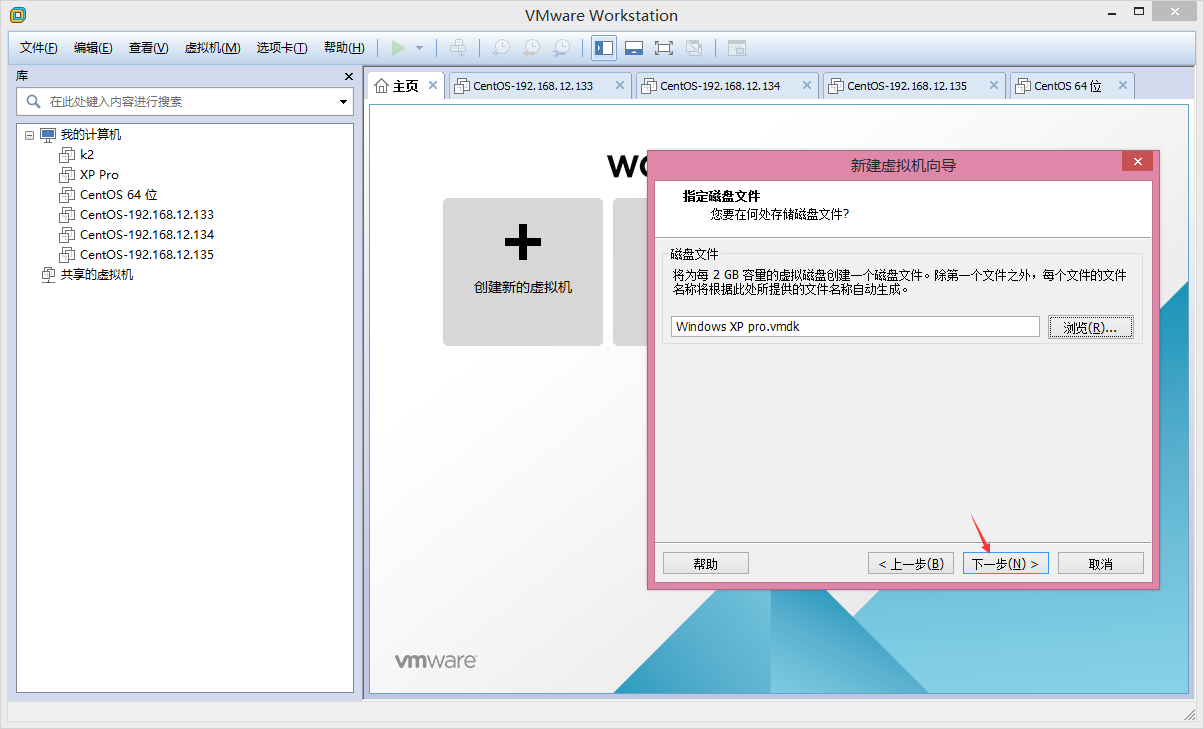 VMware Workstation
文件(F) 编辑(E) 查看(V) 虚拟机(M) 选项卡(T) 帮助(H)
库
在此处键入内容进行搜索
我的计算机
k2
XP Pro
CentOS 64 位
CentOS-192.168.12.133
CentOS-192.168.12.134
CentOS-192.168.12.135
共享的虚拟机
主页 CentOS-192.168.12.133 CentOS-192.168.12.134 CentOS-192.168.12.135 CentOS 64 位
创建新的虚拟机
新建虚拟机向导
指定磁盘文件
您要在何处存储磁盘文件?
磁盘文件
将为每 2 GB 容量的虚拟磁盘创建一个磁盘文件。除第一个文件之外，每个文件的文件
名称将根据此处所提供的文件名称自动生成。
Windows XP pro.vmdk 浏览(R)...
帮助 < 上一步(B) 下一步(N) > 取消
vmware